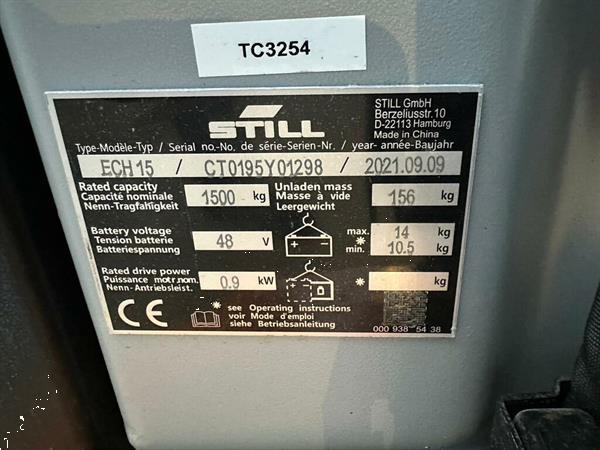 TC3254
STILL
STILL GmbH
Berzeliusstr.10
D-22113 Hamburg
Made in China
Type-Modèle-Typ / Serial no.-No. de série-Serien-Nr. / year- année-Baujahr
ECH 15 / CT0195Y01298 / 2021.09.09
Rated capacity
Capacité nominale
Nenn-Tragfähigkeit
1500 kg
Unladen mass
Masse à vide
Leergewicht
156 kg
Battery voltage
Tension batterie
Batteriespannung
48 V
max. 14 kg
* min. 10.5 kg
Rated drive power
Puissance motr.nom.
Nenn-Antriebsleist.
0.9 kW
* kg
CE
* see Operating instructions
voir Mode d'emploi
siehe Betriebsanleitung
000 938 54 38